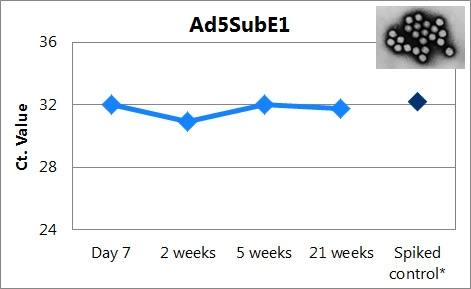 Ad5SubE1
36
32
28
24
Ct. Value
Day 7
2 weeks
5 weeks
21 weeks
Spiked
control*